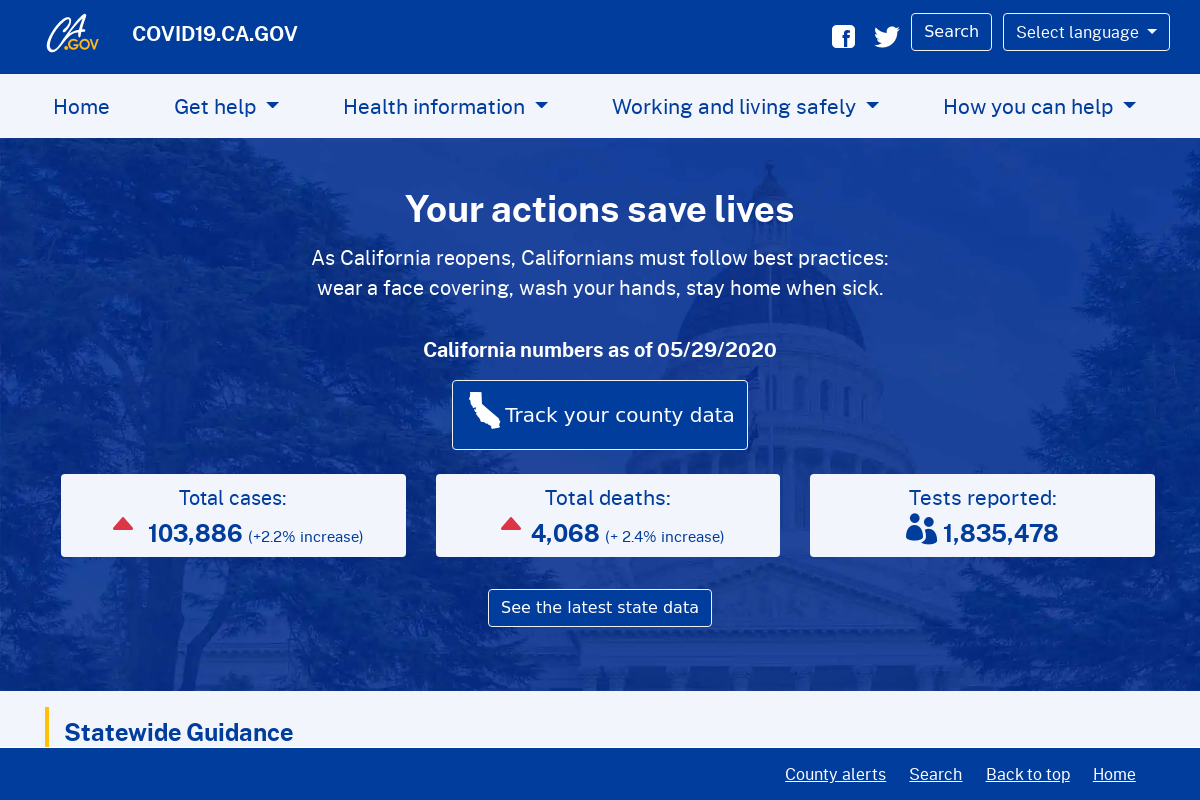 CA.GOV COVID19.CA.GOV Search Select language
Home Get help Health information Working and living safely How you can help
Your actions save lives
As California reopens, Californians must follow best practices:
wear a face covering, wash your hands, stay home when sick.
California numbers as of 05/29/2020
Track your county data
Total cases:
103,886 (+2.2% increase)
Total deaths:
4,068 (+ 2.4% increase)
Tests reported:
1,835,478
See the latest state data
Statewide Guidance
County alerts Search Back to top Home